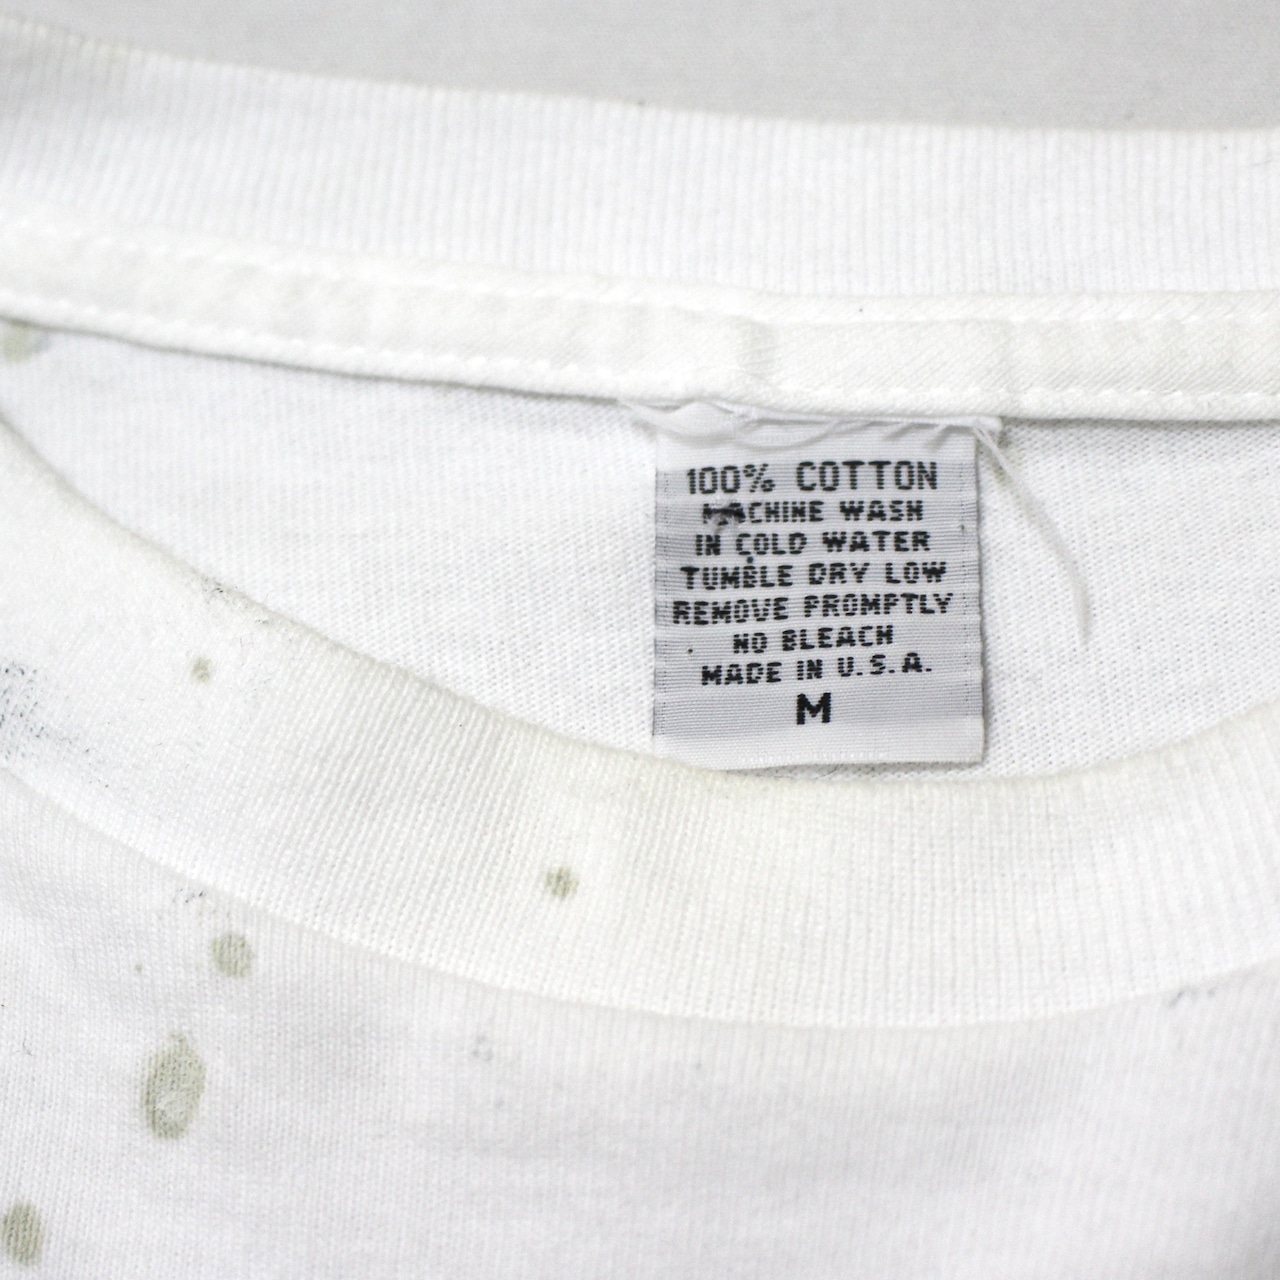 100% COTTON
MACHINE WASH
IN COLD WATER
TUMBLE DRY LOW
REMOVE PROMPTLY
NO BLEACH
MADE IN U.S.A.
M